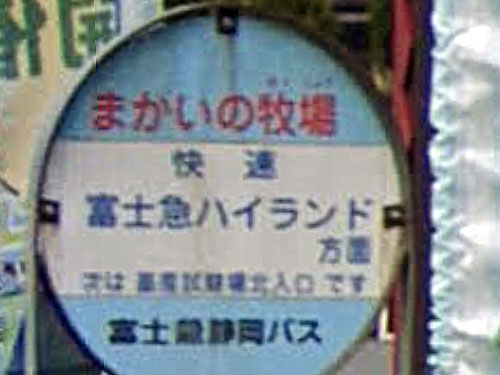 まかいの牧場
快速
富士急ハイランド
方面
次は 畜産試験場北入口 です
富士急静岡バス